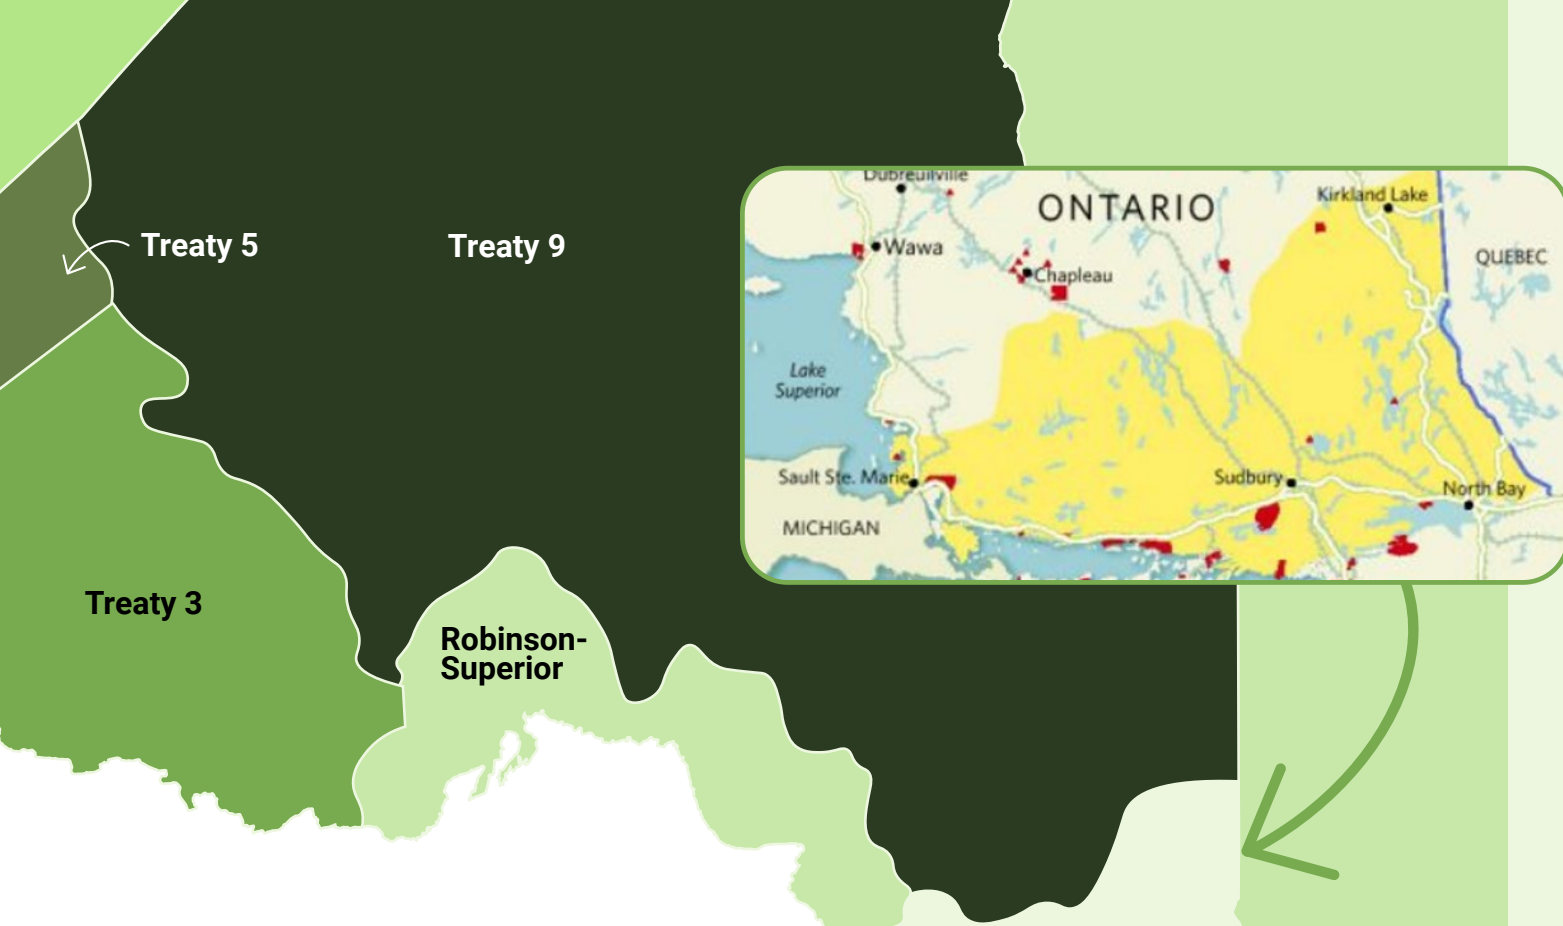 Treaty 5
Treaty 9
Treaty 3
Robinson-
Superior
Dubreuilville
ONTARIO
Kirkland Lake
Wawa
QUEBEC
Chapleau
Lake
Superior
Sault Ste. Marie
Sudbury
North Bay
MICHIGAN